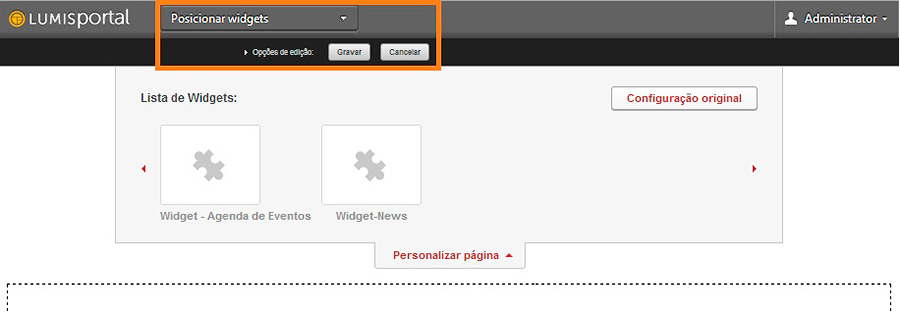 LUMISPORTAL
Posicionar widgets
Administrator
Opções de edição:
Gravar
Cancelar
Lista de Widgets:
Configuração original
Widget - Agenda de Eventos
Widget-News
Personalizar página